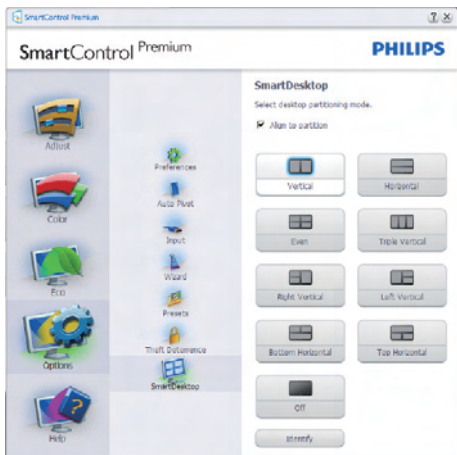 SmartControl Premium
SmartControl Premium
PHILIPS
Adjust
Color
Eco
Options
Help
Preferences
Auto Pivot
Input
Wizard
Presets
Theft Deterrence
SmartDesktop
SmartDesktop
Select desktop partitioning mode.
Align to partition
Vertical
Horizontal
Even
Triple Vertical
Right Vertical
Left Vertical
Bottom Horizontal
Top Horizontal
Off
Identify